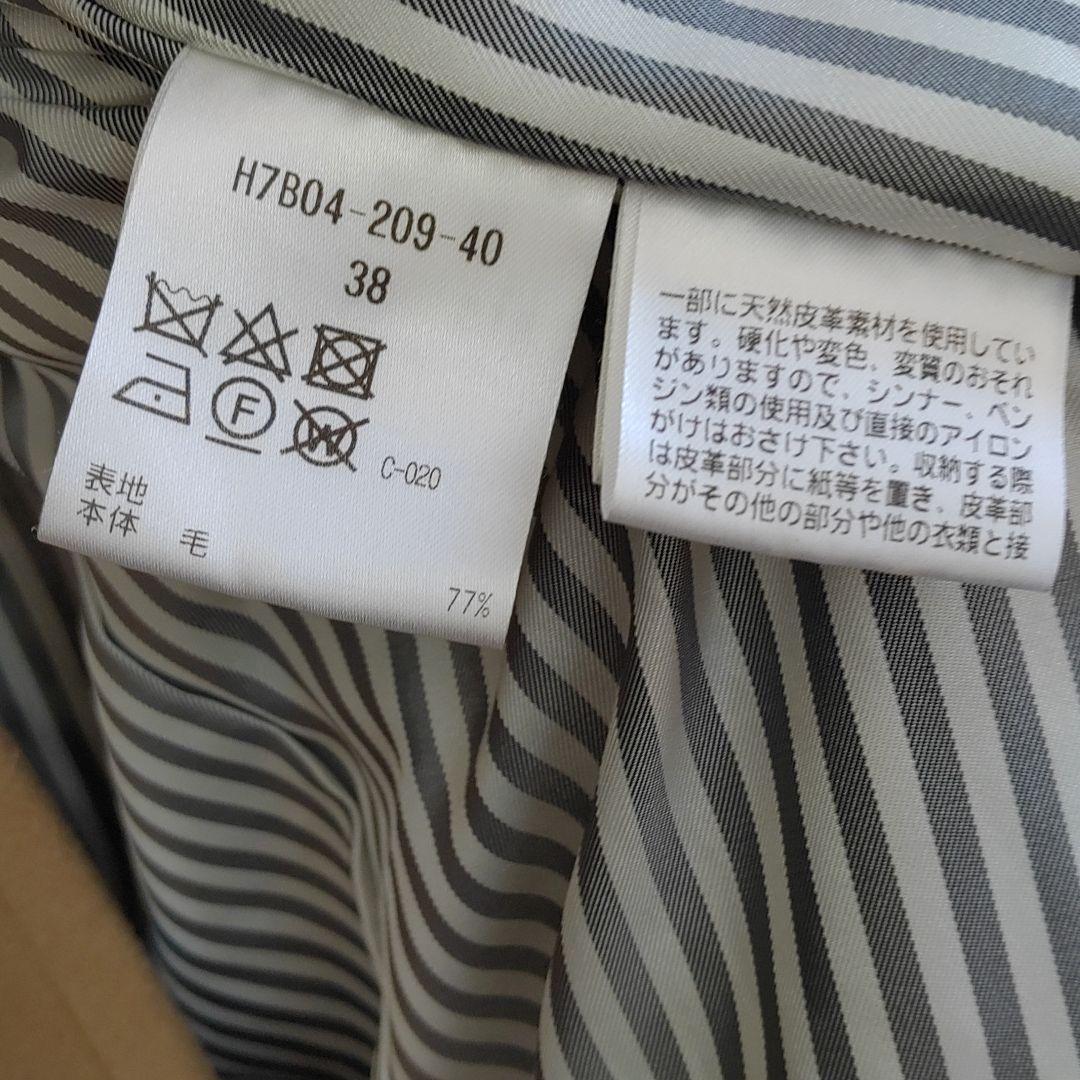 H7B04-209-40
38
F
W
C-020
表地
本体 毛
77%
一部に天然皮革素材を使用してい
ます。硬化や変色、変質のおそれ
がありますので、シンナー、ベン
ジン類の使用及び直接のアイロン
がけはおさけ下さい。収納する際
は皮革部分に紙等を置き、皮革部
分がその他の部分や他の衣類と接